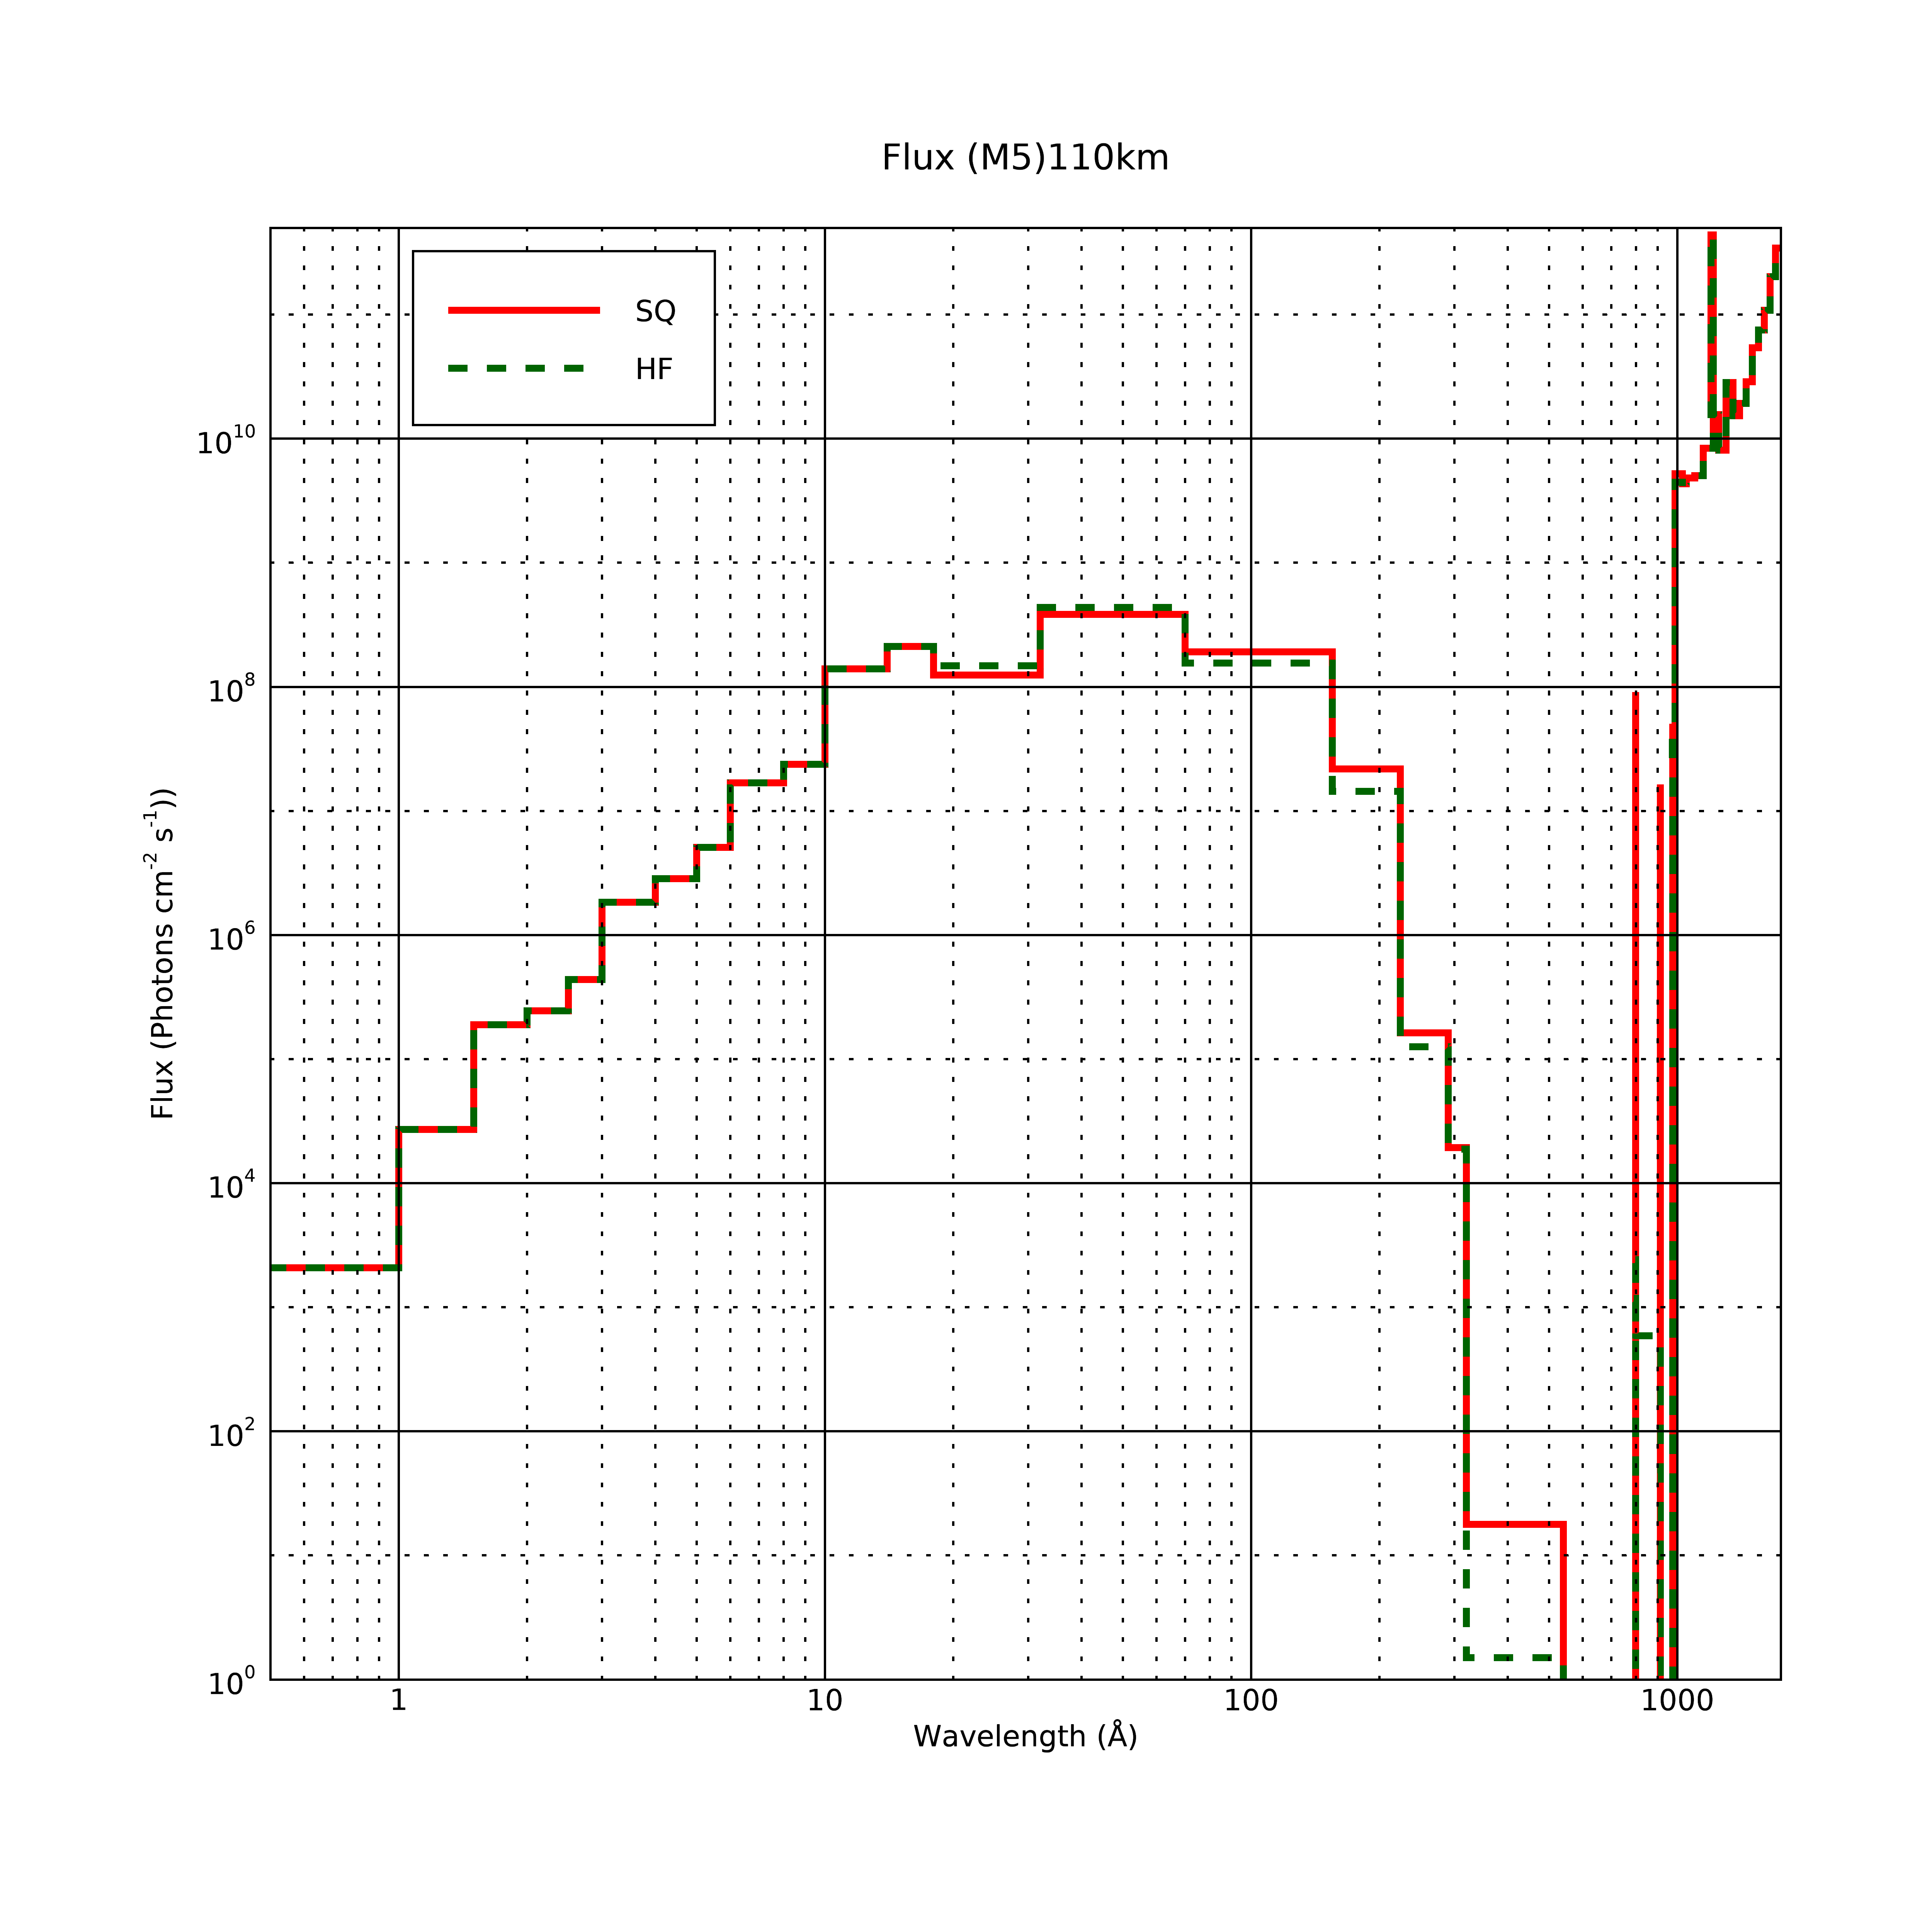 Flux (M5)110km
SQ
HF
10^10
10^8
10^6
10^4
10^2
10^0
Flux (Photons cm^-2 s^-1))
1 10 100 1000
Wavelength (Å)